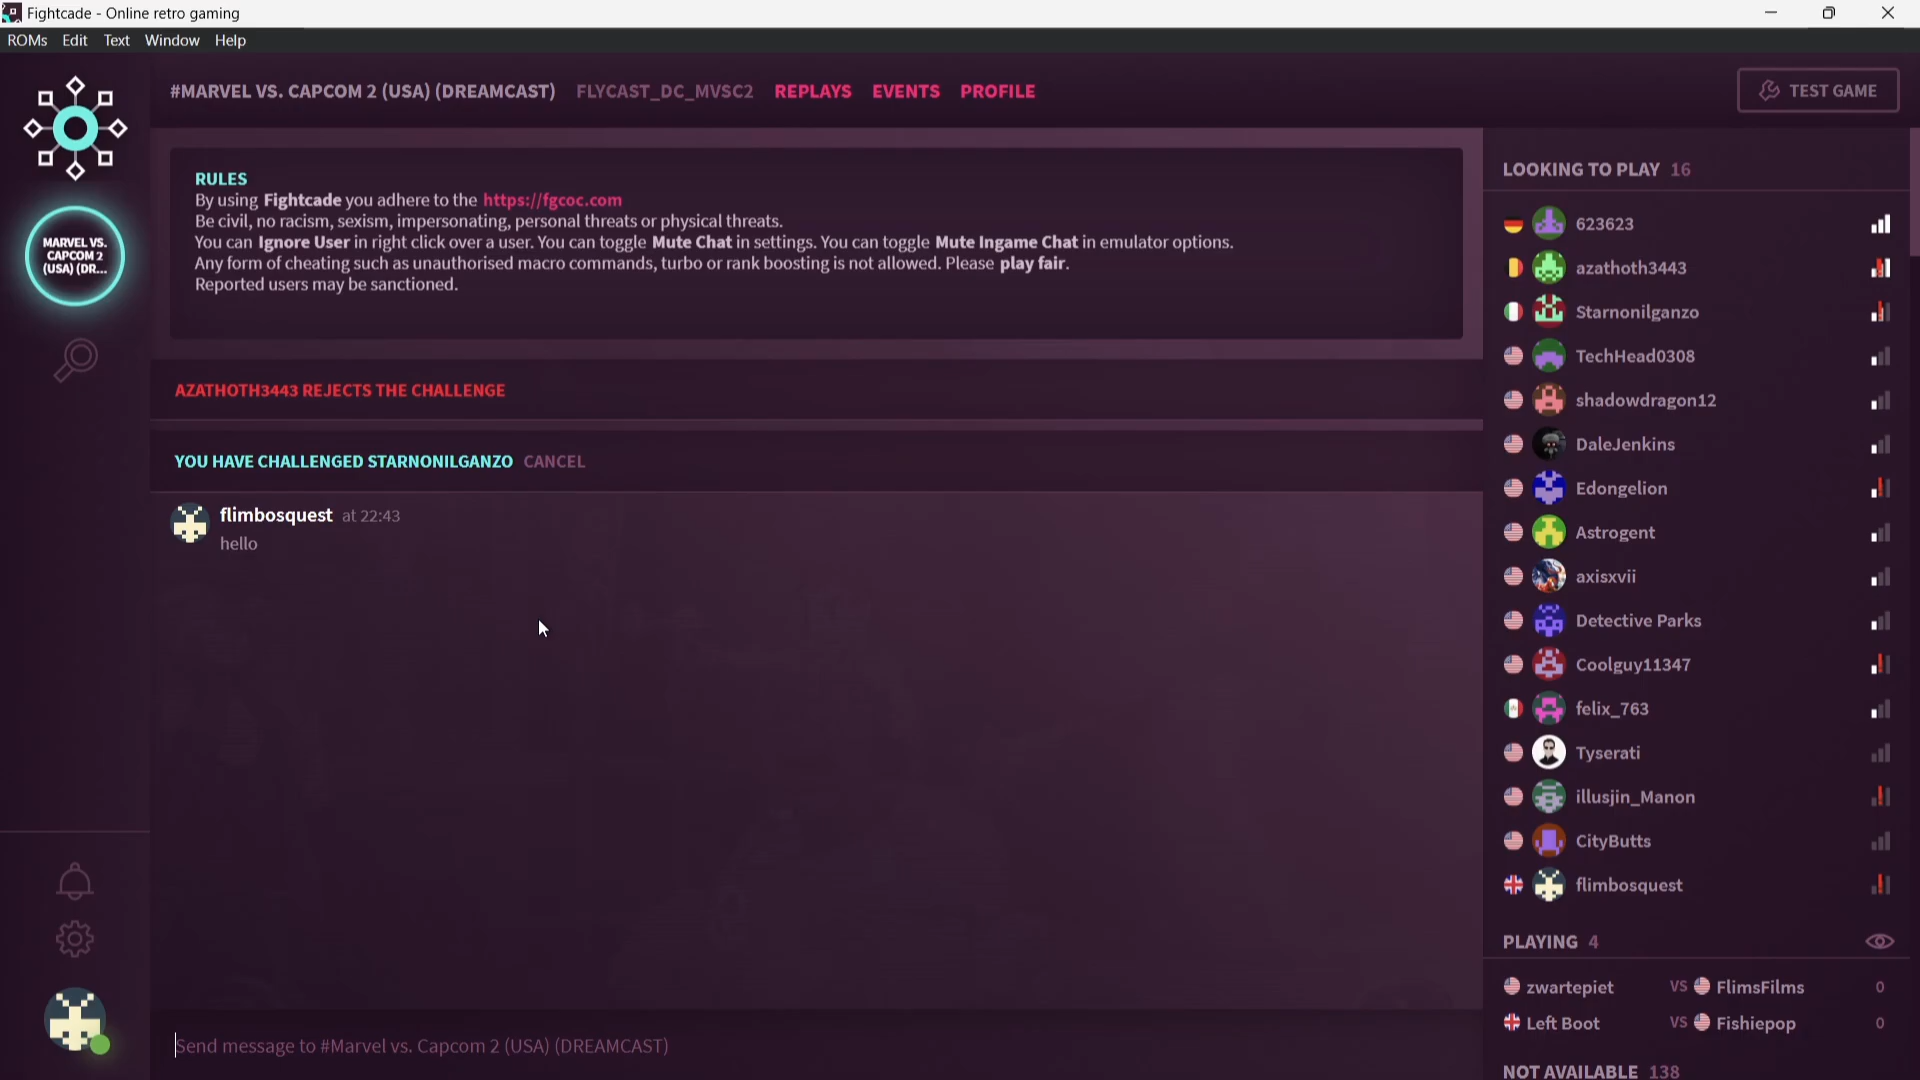 Fightcade - Online retro gaming
ROMs Edit Text Window Help
#MARVEL VS. CAPCOM 2 (USA) (DREAMCAST) FLYCAST_DC_MVSC2 REPLAYS EVENTS PROFILE
TEST GAME
MARVEL VS.
CAPCOM 2
(USA) (DR...
RULES
By using Fightcade you adhere to the https://fgcoc.com
Be civil, no racism, sexism, impersonating, personal threats or physical threats.
You can Ignore User in right click over a user. You can toggle Mute Chat in settings. You can toggle Mute Ingame Chat in emulator options.
Any form of cheating such as unauthorised macro commands, turbo or rank boosting is not allowed. Please play fair.
Reported users may be sanctioned.
AZATHOTH3443 REJECTS THE CHALLENGE
YOU HAVE CHALLENGED STARNONILGANZO CANCEL
flimbosquest at 22:43
hello
Send message to #Marvel vs. Capcom 2 (USA) (DREAMCAST)
LOOKING TO PLAY 16
623623
azathoth3443
Starnonilganzo
TechHead0308
shadowdragon12
DaleJenkins
Edongelion
Astrogent
axisxvii
Detective Parks
Coolguy11347
felix_763
Tyserati
illusjin_Manon
CityButts
flimbosquest
PLAYING 4
zwartepiet VS FlimsFilms 0
Left Boot VS Fishiepop 0
NOT AVAILABLE 138